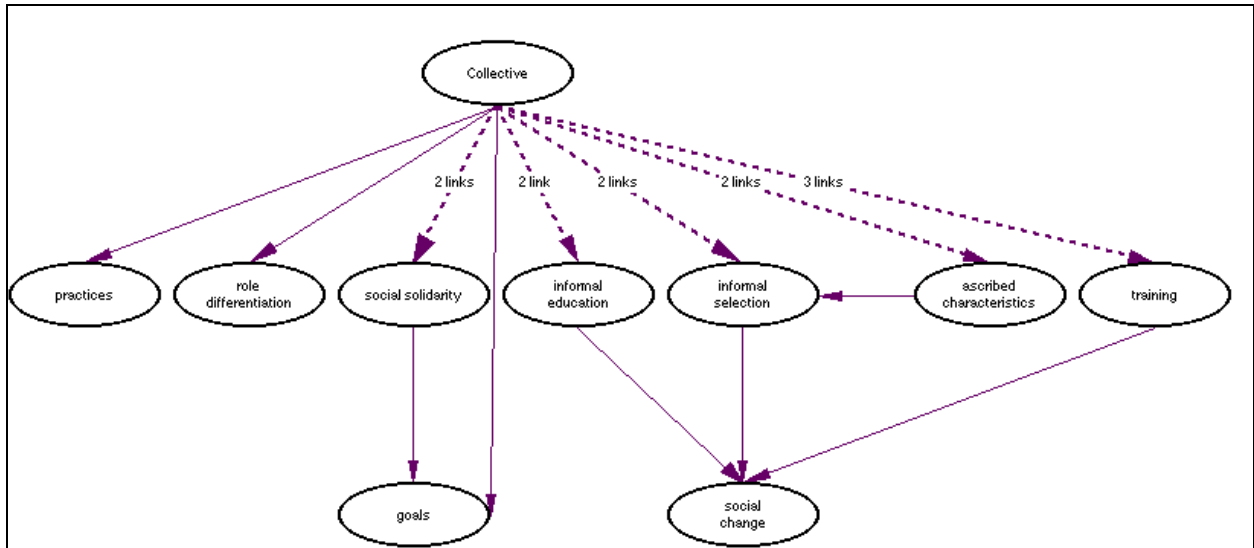 Collective
2 links
2 link
2 links
2 links
3 links
practices
role
differentiation
social solidarity
informal
education
informal
selection
ascribed
characteristics
training
goals
social
change